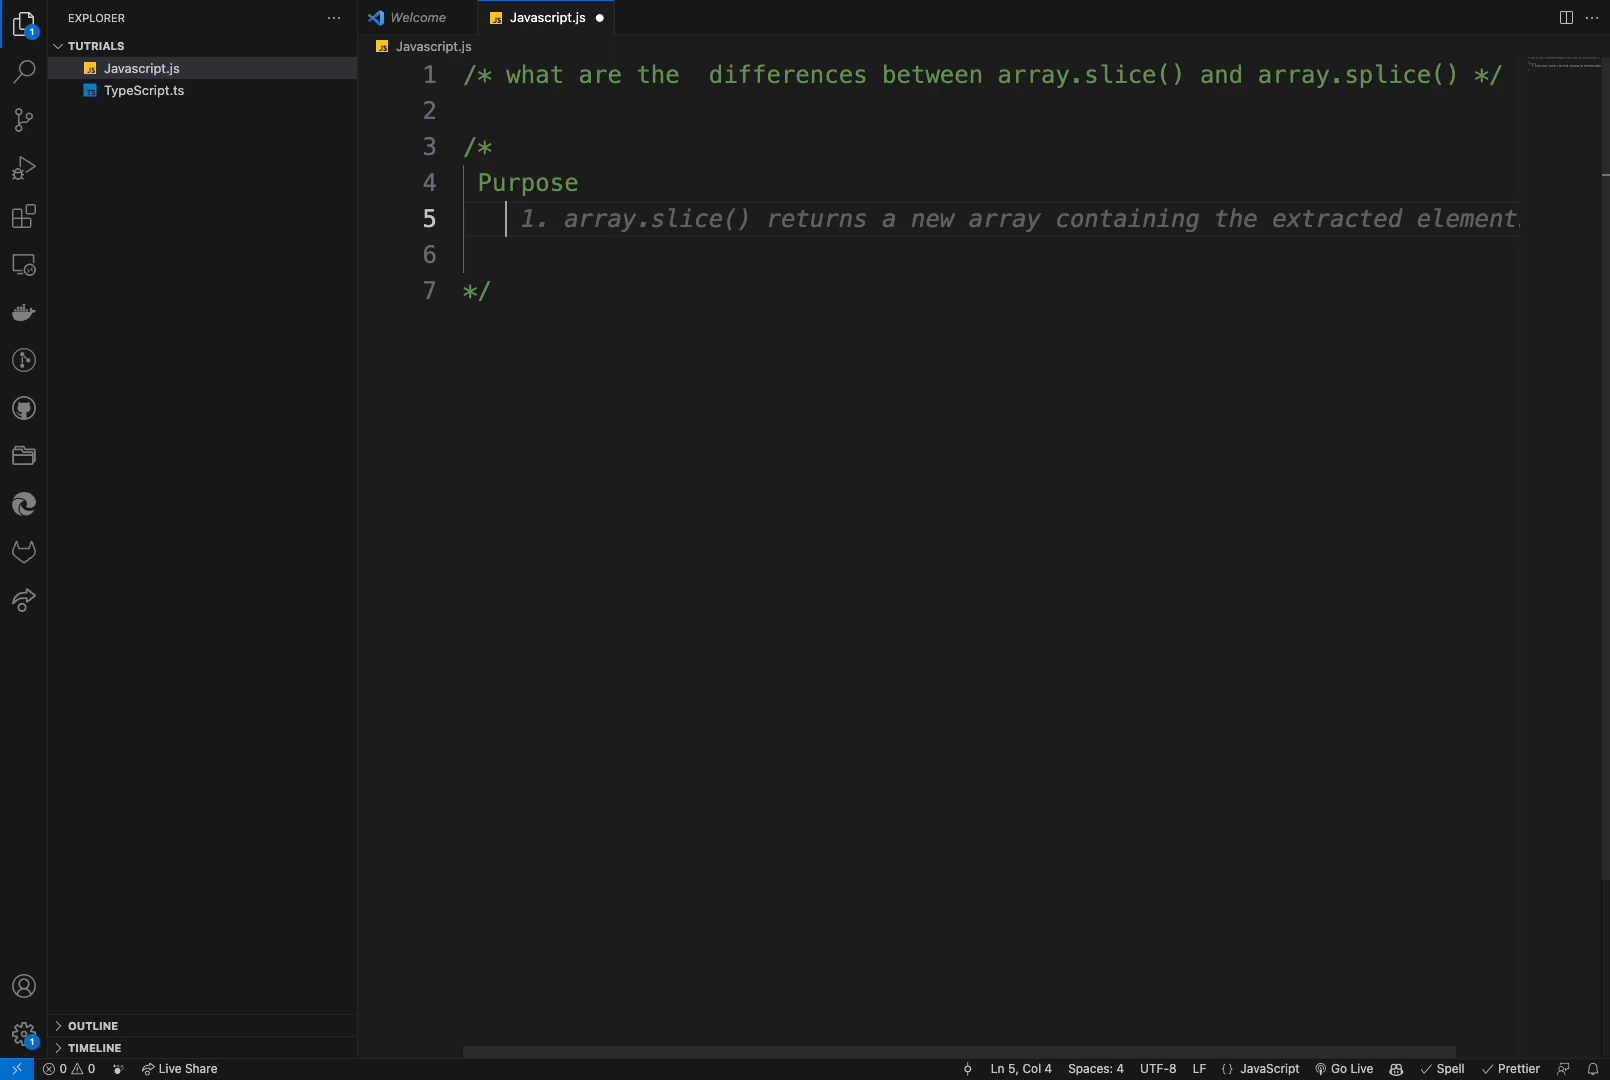 EXPLORER
TUTRIALS
Javascript.js
TypeScript.ts
OUTLINE
TIMELINE
Welcome
Javascript.js
Javascript.js
1 /* what are the  differences between array.slice() and array.splice() */
2
3 /*
4 Purpose
5 1. array.slice() returns a new array containing the extracted element
6
7 */
1
1
0 0 Live Share
Ln 5, Col 4 Spaces: 4 UTF-8 LF {} JavaScript Go Live Spell Prettier